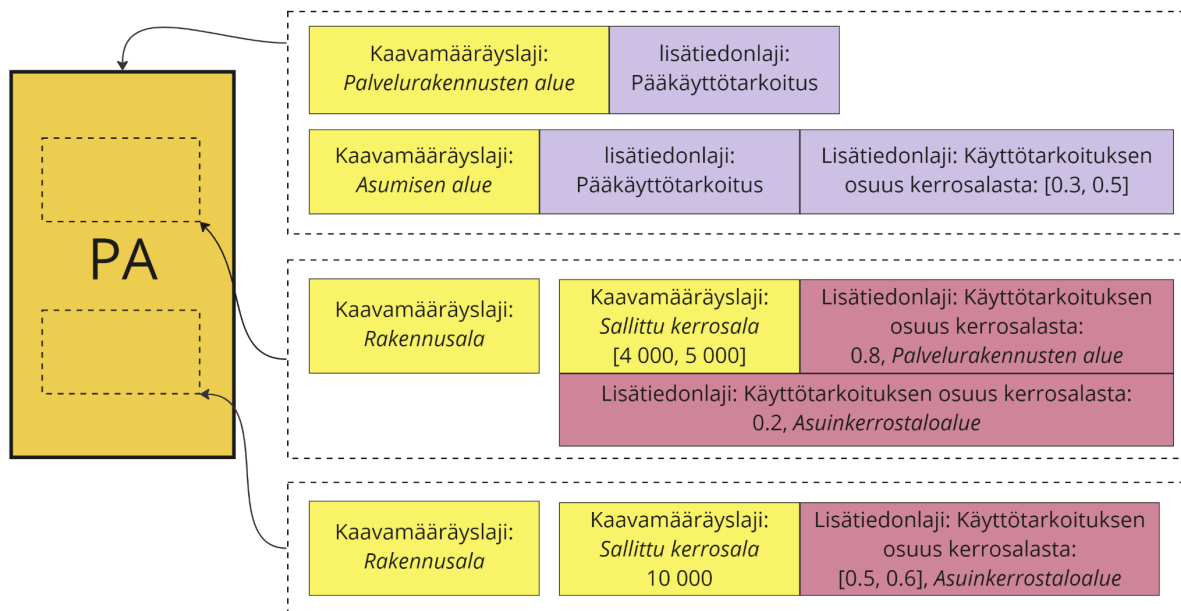 Kaavamääräyslaji:
Palvelurakennusten alue
lisätiedonlaji:
Pääkäyttötarkoitus
Kaavamääräyslaji:
Asumisen alue
lisätiedonlaji:
Pääkäyttötarkoitus
Lisätiedonlaji: Käyttötarkoituksen
osuus kerrosalasta: [0.3, 0.5]
PA
Kaavamääräyslaji:
Rakennusala
Kaavamääräyslaji:
Sallittu kerrosala
[4 000, 5 000]
Lisätiedonlaji: Käyttötarkoituksen
osuus kerrosalasta:
0.8, Palvelurakennusten alue
Lisätiedonlaji: Käyttötarkoituksen osuus kerrosalasta:
0.2, Asuinkerrostaloalue
Kaavamääräyslaji:
Rakennusala
Kaavamääräyslaji:
Sallittu kerrosala
10 000
Lisätiedonlaji: Käyttötarkoituksen
osuus kerrosalasta:
[0.5, 0.6], Asuinkerrostaloalue